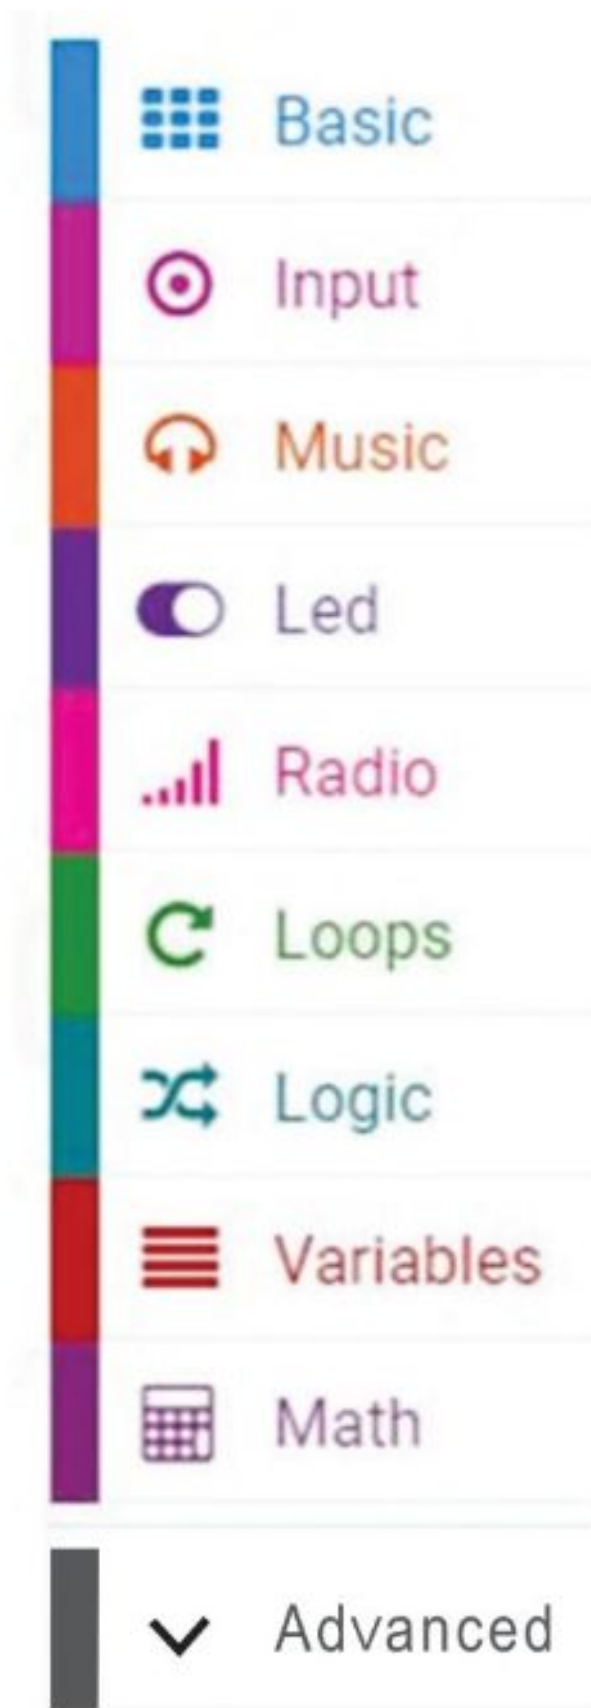 Basic
Input
Music
Led
Radio
Loops
Logic
Variables
Math
Advanced